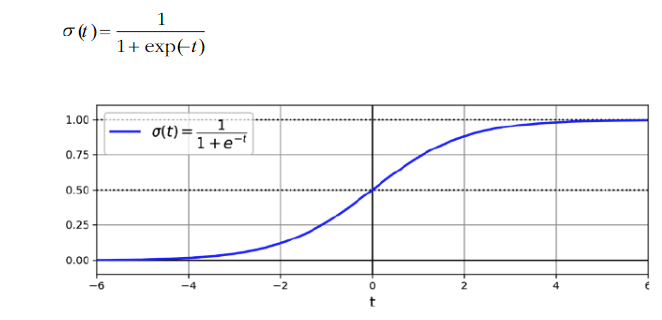 σ(t)= 1
1+ exp(-t)
1.00
σ(t)= 1
1+e^-t
0.75
0.50
0.25
0.00
-6 -4 -2 0 2 4 6
t